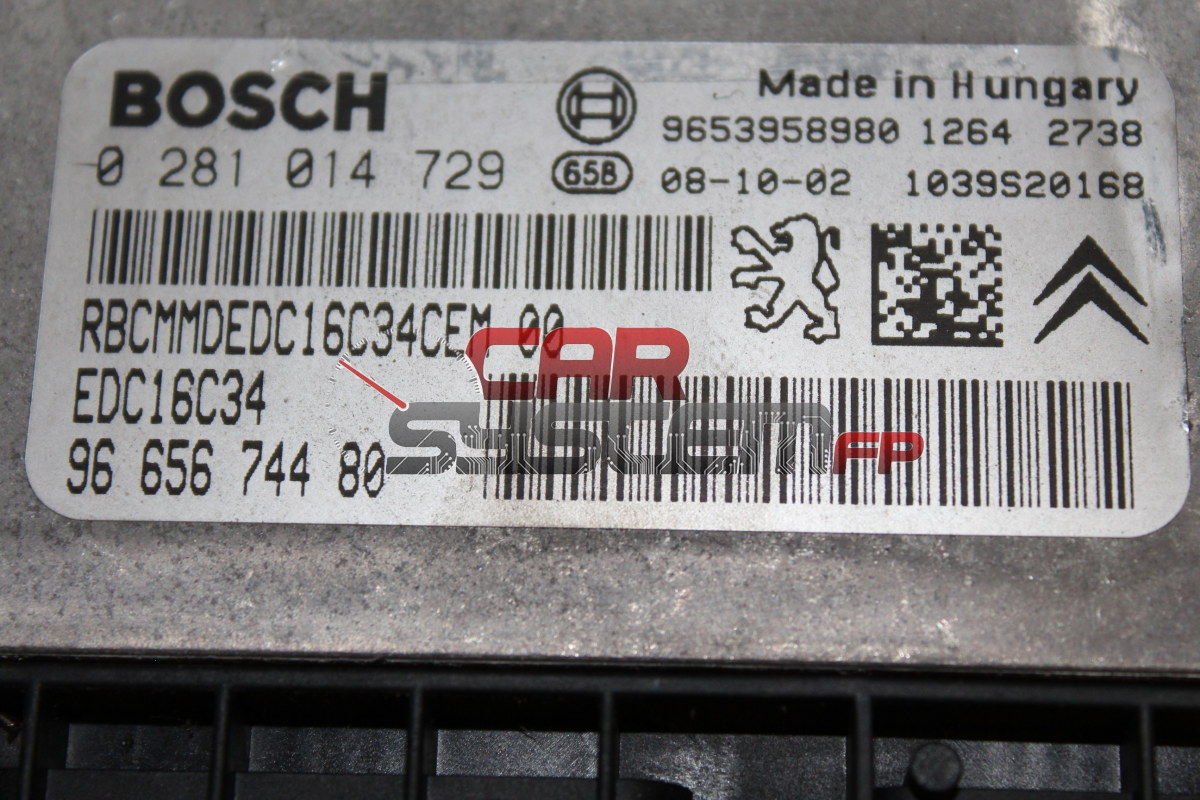 BOSCH
Made in Hungary
9653958980 1264 2738
0 281 014 729
658
08-10-02 1039S20168
RBCMMDEDC16C34CEM 00
EDC16C34
96 656 744 80
CAR
SYSTEM FP